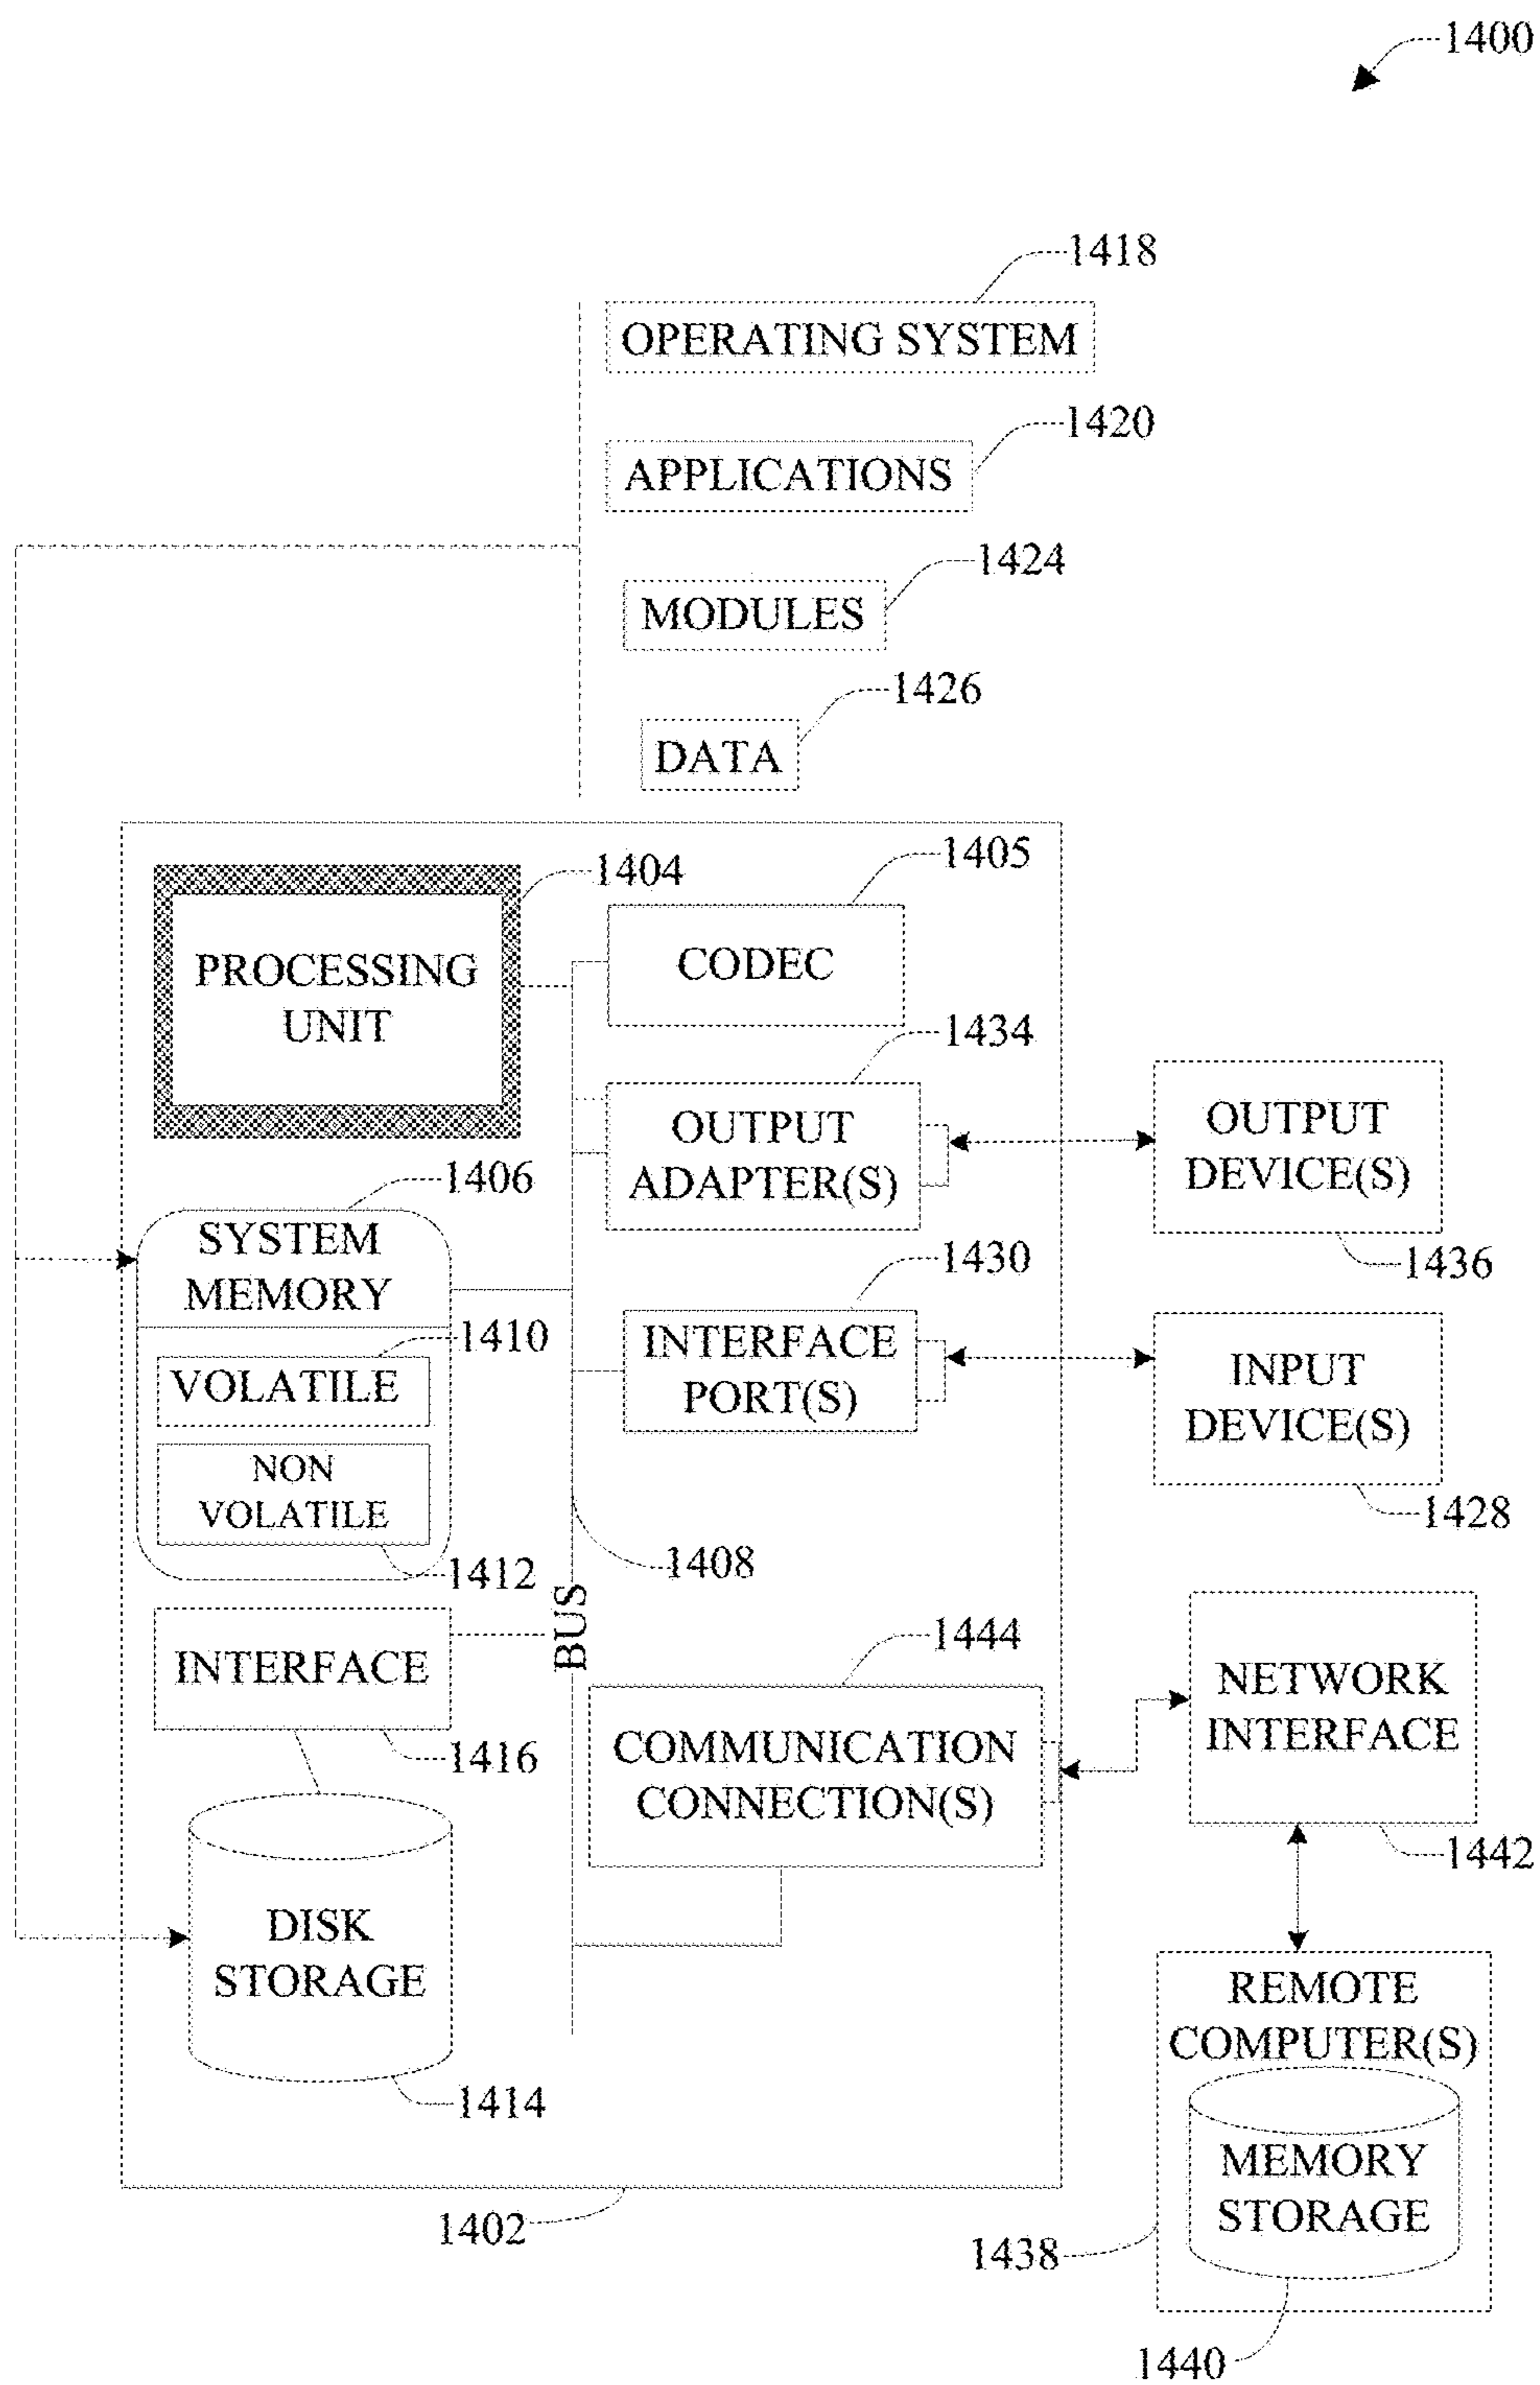 1400
1418
OPERATING SYSTEM
1420
APPLICATIONS
1424
MODULES
1426
DATA
1404
PROCESSING
UNIT
1405
CODEC
1434
OUTPUT
ADAPTER(S)
OUTPUT
DEVICE(S)
1436
1406
SYSTEM
MEMORY
1410
VOLATILE
NON
VOLATILE
1412
1430
INTERFACE
PORT(S)
INPUT
DEVICE(S)
1428
1408
BUS
INTERFACE
1416
1444
COMMUNICATION
CONNECTION(S)
NETWORK
INTERFACE
1442
DISK
STORAGE
1414
REMOTE
COMPUTER(S)
MEMORY
STORAGE
1402
1438
1440